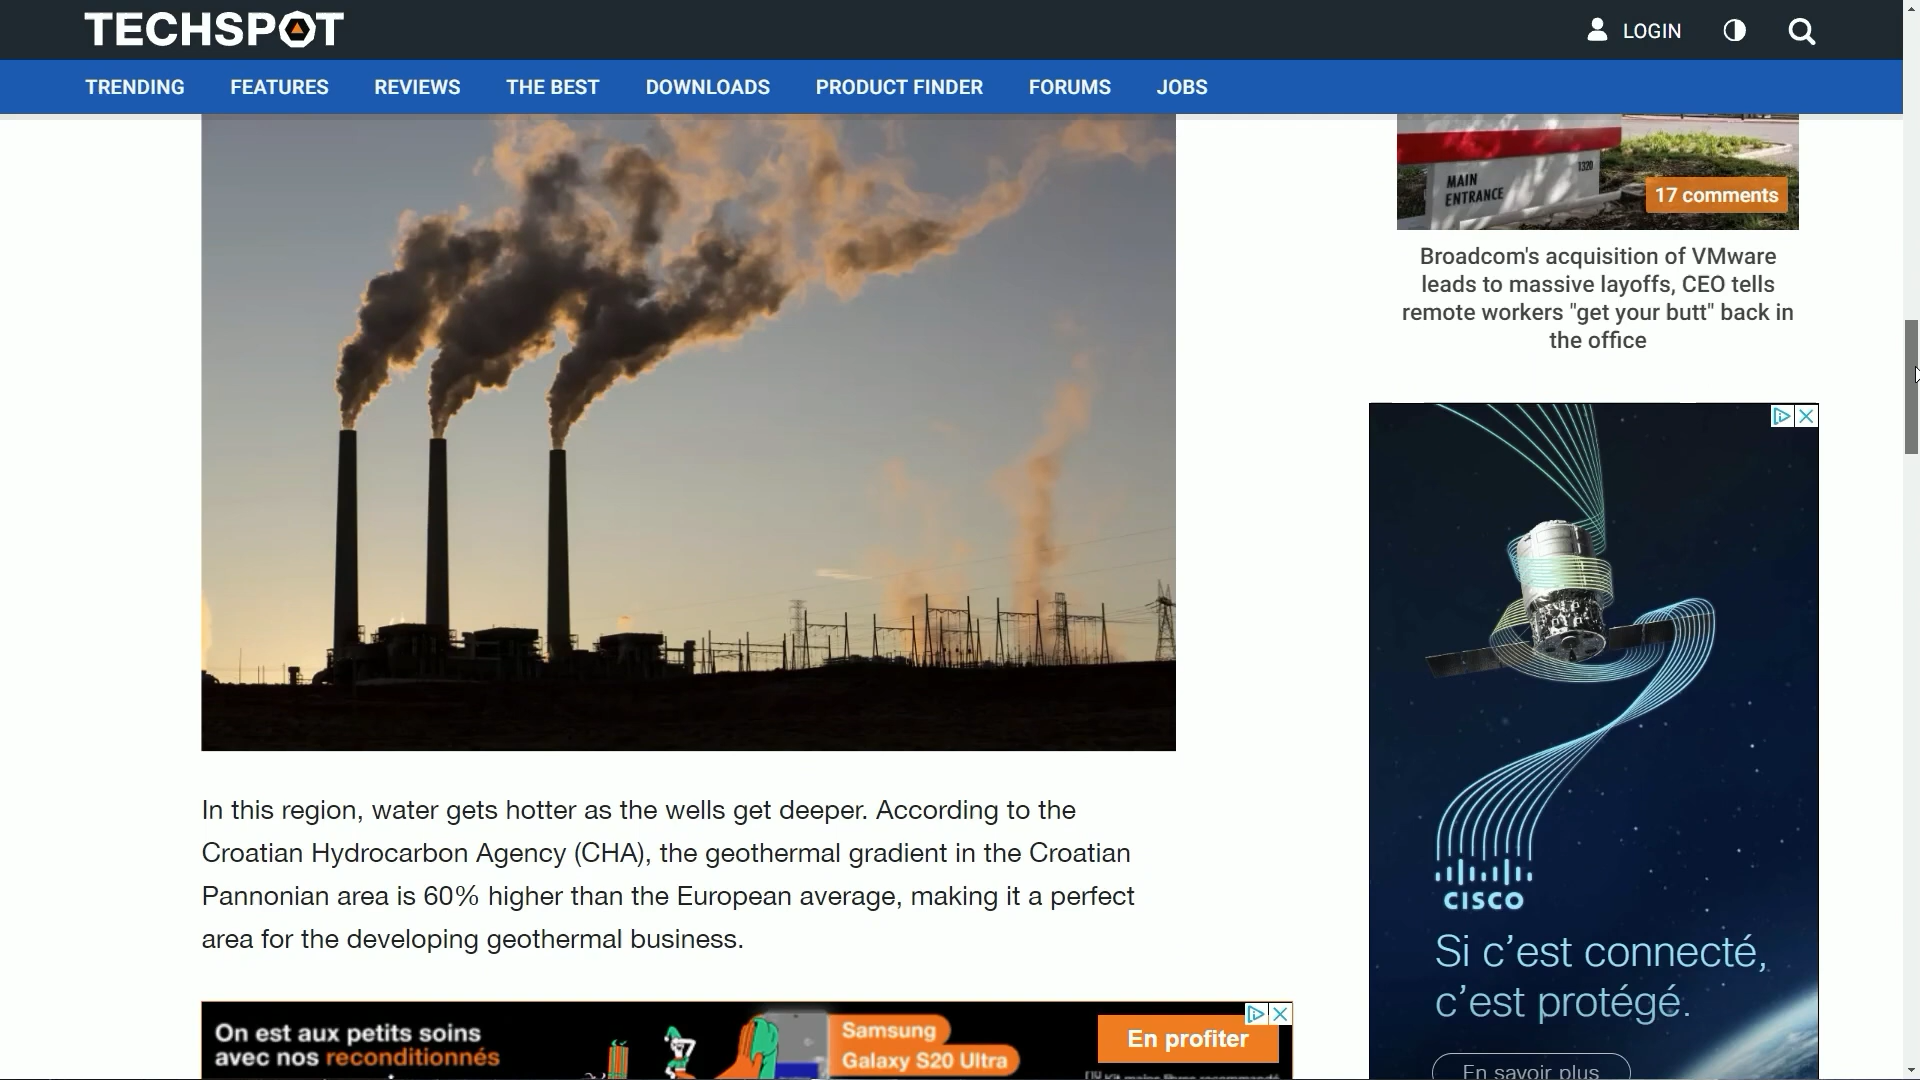 TECHSPOT
LOGIN
TRENDING FEATURES REVIEWS THE BEST DOWNLOADS PRODUCT FINDER FORUMS JOBS
MAIN
ENTRANCE
1320
17 comments
Broadcom's acquisition of VMware
leads to massive layoffs, CEO tells
remote workers "get your butt" back in
the office
In this region, water gets hotter as the wells get deeper. According to the
Croatian Hydrocarbon Agency (CHA), the geothermal gradient in the Croatian
Pannonian area is 60% higher than the European average, making it a perfect
area for the developing geothermal business.
CISCO
Si c'est connecté,
c'est protégé.
En savoir plus
On est aux petits soins
avec nos reconditionnés
Samsung
Galaxy S20 Ultra
En profiter